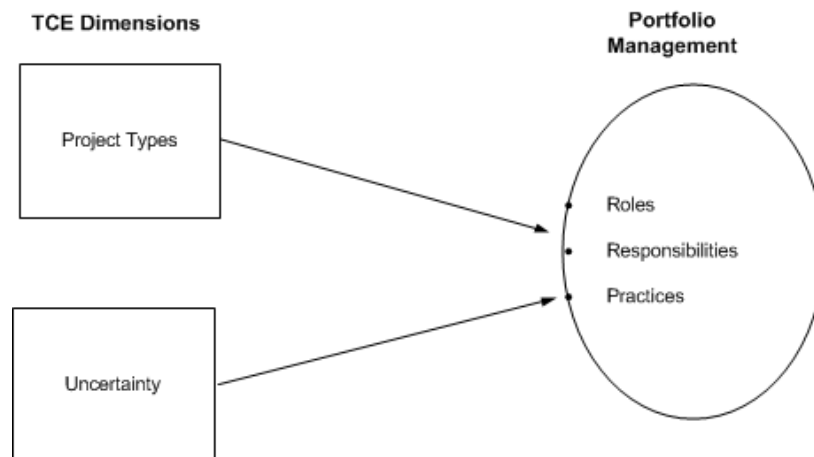 TCE Dimensions
Portfolio
Management
Project Types
Roles
Responsibilities
Practices
Uncertainty